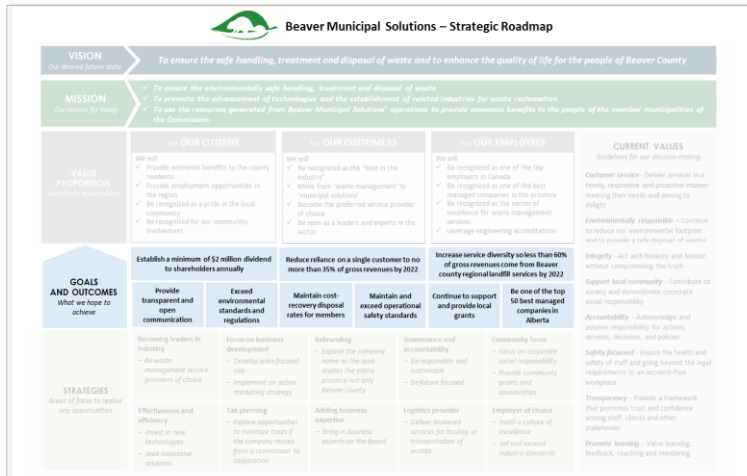 Beaver Municipal Solutions – Strategic Roadmap
VISION
Our desired future state
To ensure the safe handling, treatment and disposal of waste and to enhance the quality of life for the people of Beaver County
MISSION
Our reason for being
✓ To ensure the environmentally safe handling, treatment and disposal of waste
✓ To promote the advancement of technologies and the establishment of related industries for waste reclamation
✓ To use the resources generated from Beaver Municipal Solutions' operations to provide economic benefits to the people of the member municipalities of
the Commission
VALUE
PROPOSITION
Benefits to stakeholders
for OUR CITIZENS
We will
✓ Provide economic benefits to the county
residents
✓ Provide employment opportunities in
the region
✓ Be recognized as a pride in the local
community
✓ Be recognized for our community
involvement
for OUR CUSTOMERS
We will
✓ Be recognized as the "best in the
industry"
✓ Move from 'waste management' to
'municipal solutions'
✓ Become the preferred service provider
of choice
✓ Be seen as a leaders and experts in the
sector
for OUR EMPLOYEES
We will
✓ Be recognized as one of the top
employers in Canada
✓ Be recognized as one of the best
managed companies in the province
✓ Be recognized as the center of
excellence for waste management
services
✓ Leverage engineering accreditations
CURRENT VALUES
Guidelines for our decision-making
Customer service - Deliver services in a
timely, responsive and proactive manner
meeting their needs and aiming to
delight
Environmentally responsible – Continue
to reduce our environmental footprint
and to provide a safe disposal of wastes
Integrity - Act with honesty and honour
without compromising the truth
Support local community - Contribute to
society and demonstrate corporate
social responsibility
Accountability - Acknowledge and
assume responsibility for actions,
services, decisions, and policies
Safety focused - Ensure the health and
safety of staff and going beyond the legal
requirements to an accident-free
workplace
Transparency - Provide a framework
that promotes trust and confidence
among staff, clients and other
stakeholder
Promote learning - Value learning,
feedback, coaching and mentoring
GOALS
AND OUTCOMES
What we hope to
achieve
Establish a minimum of $2 million dividend
to shareholders annually
Reduce reliance on a single customer to no
more than 35% of gross revenues by 2022
Increase service diversity so less than 60%
of gross revenues come from Beaver
county regional landfill services by 2022
Provide
transparent and
open
communication
Exceed
environmental
standards and
regulations
Maintain cost-
recovery disposal
rates for members
Maintain and
exceed operational
safety standards
Continue to support
and provide local
grants
Be one of the top
50 best managed
companies in
Alberta
STRATEGIES
Areas of focus to realize
any opportunities
Becoming leaders in
industry
– Be waste
management service
providers of choice
Focus on business
development
– Develop sales-focused
role
– Implement an active
marketing strategy
Rebranding
– Expand the company
name as the span
implies the entire
province not only
Beaver County
Governance and
accountability
– Be responsible and
sustainable
– Be future focused
Community focus
– Focus on corporate
social responsibility
– Provide community
grants and
sponsorships
Effectiveness and
efficiency
– Invest in new
technologies
– Seek innovative
solutions
Tax planning
– Explore opportunities
to minimize taxes if
the company moves
from a commission to
corporation
Adding business
expertise
– Bring in business
experts on the Board
Logistics provider
– Deliver brokered
services for hauling or
transportation of
wastes
Employer of choice
– Instill a culture of
excellence
– Set and exceed
industry standards